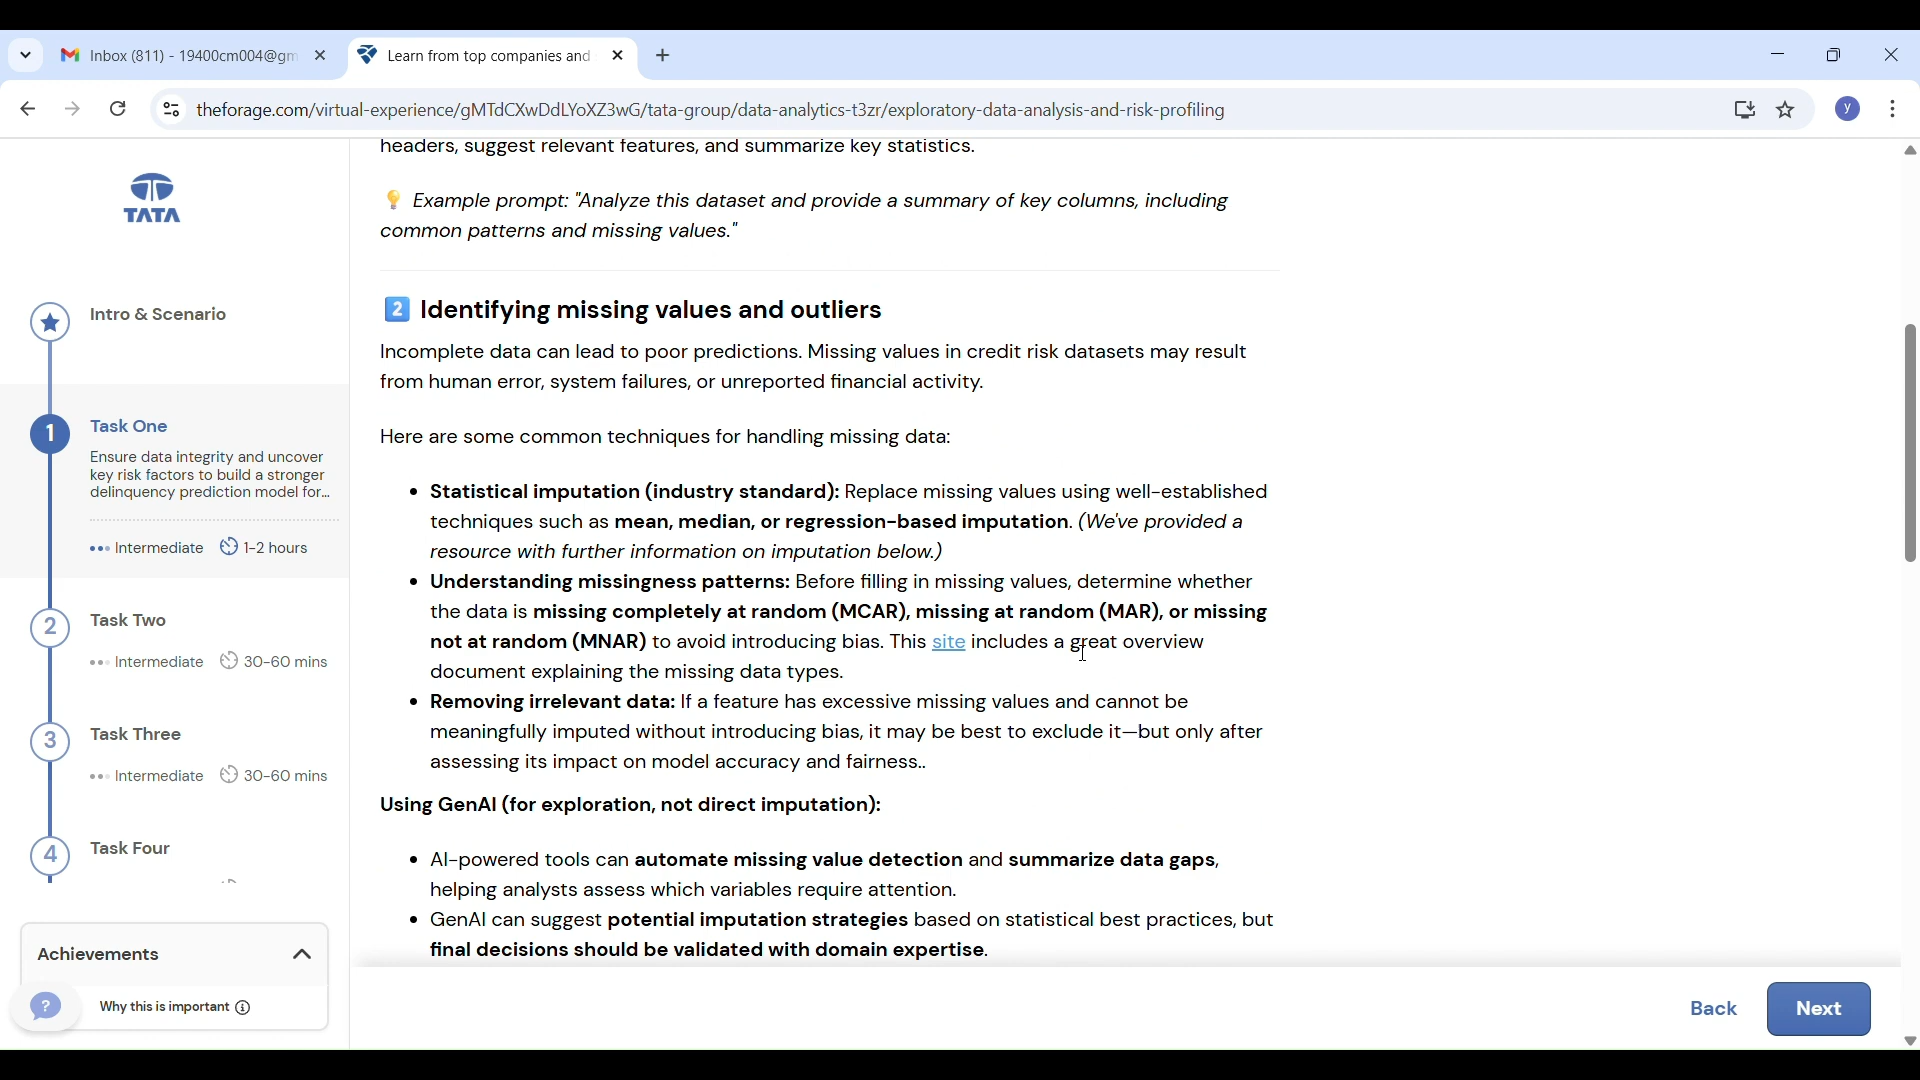 Inbox (811) - 19400cm004@gm
Learn from top companies and
theforage.com/virtual-experience/gMTdCXwDdLYoXZ3wG/tata-group/data-analytics-t3zr/exploratory-data-analysis-and-risk-profiling
y
TATA
Intro & Scenario
1
Task One
Ensure data integrity and uncover
key risk factors to build a stronger
delinquency prediction model for...
Intermediate 1-2 hours
2
Task Two
Intermediate 30-60 mins
3
Task Three
Intermediate 30-60 mins
4
Task Four
Achievements
? Why this is important
headers, suggest relevant features, and summarize key statistics.
💡 Example prompt: "Analyze this dataset and provide a summary of key columns, including
common patterns and missing values."
2 Identifying missing values and outliers
Incomplete data can lead to poor predictions. Missing values in credit risk datasets may result
from human error, system failures, or unreported financial activity.
Here are some common techniques for handling missing data:
• Statistical imputation (industry standard): Replace missing values using well-established
techniques such as mean, median, or regression-based imputation. (We've provided a
resource with further information on imputation below.)
• Understanding missingness patterns: Before filling in missing values, determine whether
the data is missing completely at random (MCAR), missing at random (MAR), or missing
not at random (MNAR) to avoid introducing bias. This site includes a great overview
document explaining the missing data types.
• Removing irrelevant data: If a feature has excessive missing values and cannot be
meaningfully imputed without introducing bias, it may be best to exclude it—but only after
assessing its impact on model accuracy and fairness..
Using GenAI (for exploration, not direct imputation):
• AI-powered tools can automate missing value detection and summarize data gaps,
helping analysts assess which variables require attention.
• GenAI can suggest potential imputation strategies based on statistical best practices, but
final decisions should be validated with domain expertise.
Back
Next